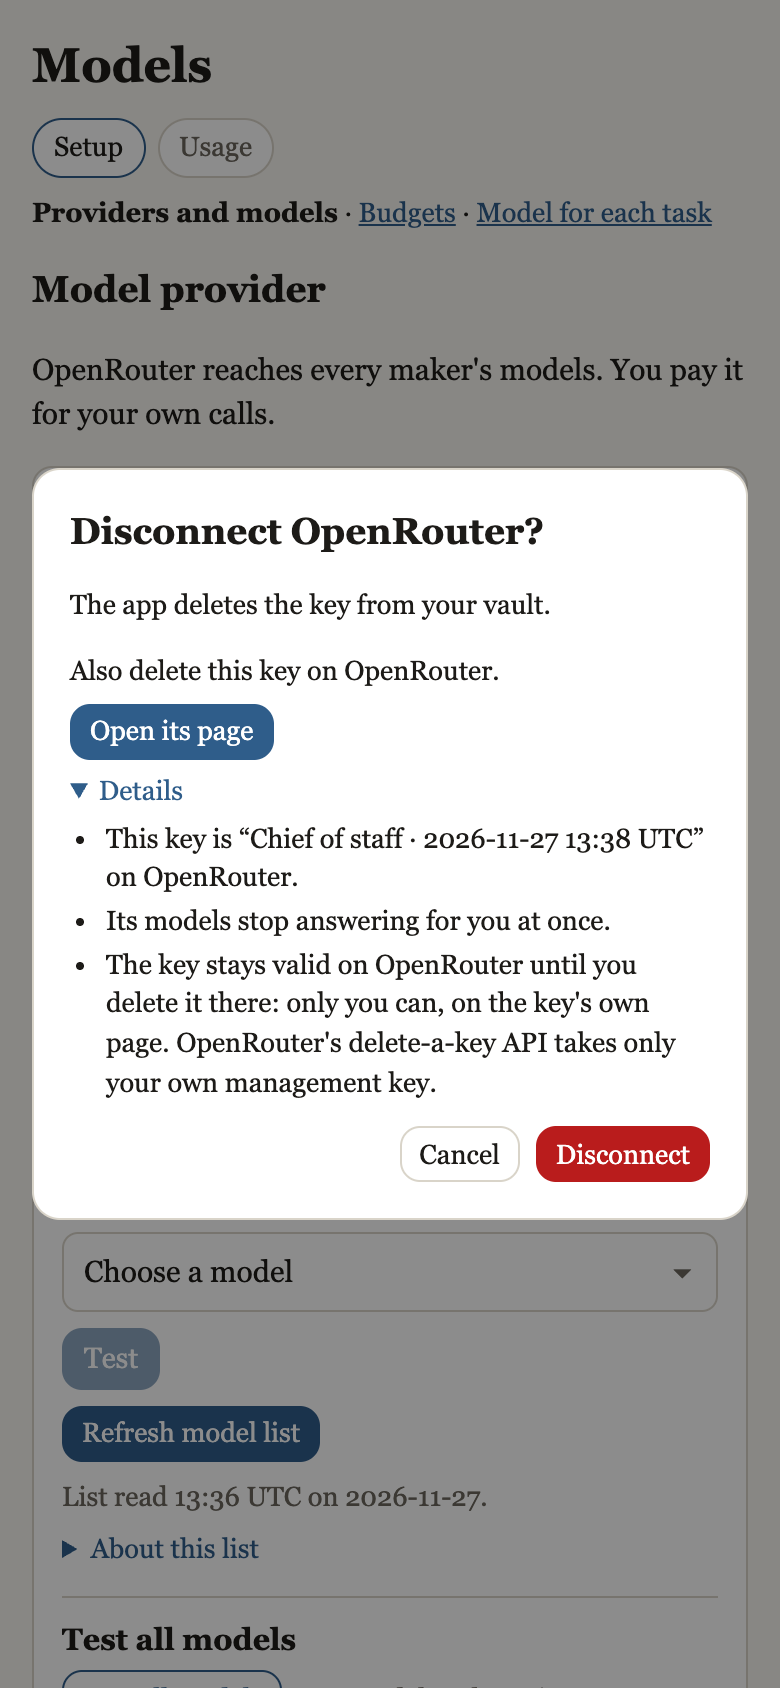 Models
Setup
Usage
Providers and models · Budgets · Model for each task
Model provider
OpenRouter reaches every maker's models. You pay it
for your own calls.
Disconnect OpenRouter?
The app deletes the key from your vault.
Also delete this key on OpenRouter.
Open its page
▼ Details
• This key is “Chief of staff · 2026-11-27 13:38 UTC”
on OpenRouter.
• Its models stop answering for you at once.
• The key stays valid on OpenRouter until you
delete it there: only you can, on the key's own
page. OpenRouter's delete-a-key API takes only
your own management key.
Cancel
Disconnect
Choose a model
Test
Refresh model list
List read 13:36 UTC on 2026-11-27.
▶ About this list
Test all models